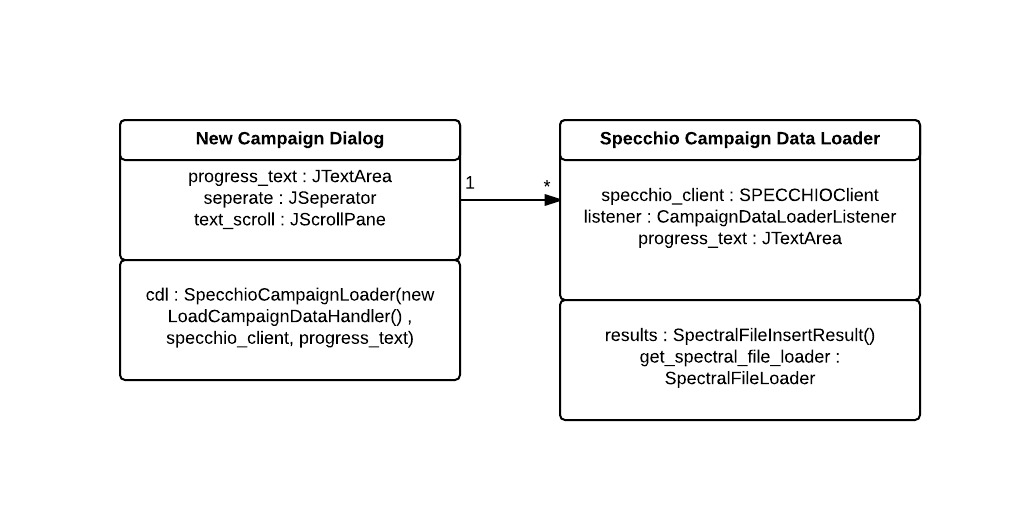 New Campaign Dialog
progress_text : JTextArea
seperate : JSeperator
text_scroll : JScrollPane
cdl : SpecchioCampaignLoader(new
LoadCampaignDataHandler() ,
specchio_client, progress_text)
1
*
Specchio Campaign Data Loader
specchio_client : SPECCHIOClient
listener : CampaignDataLoaderListener
progress_text : JTextArea
results : SpectralFileInsertResult()
get_spectral_file_loader :
SpectralFileLoader